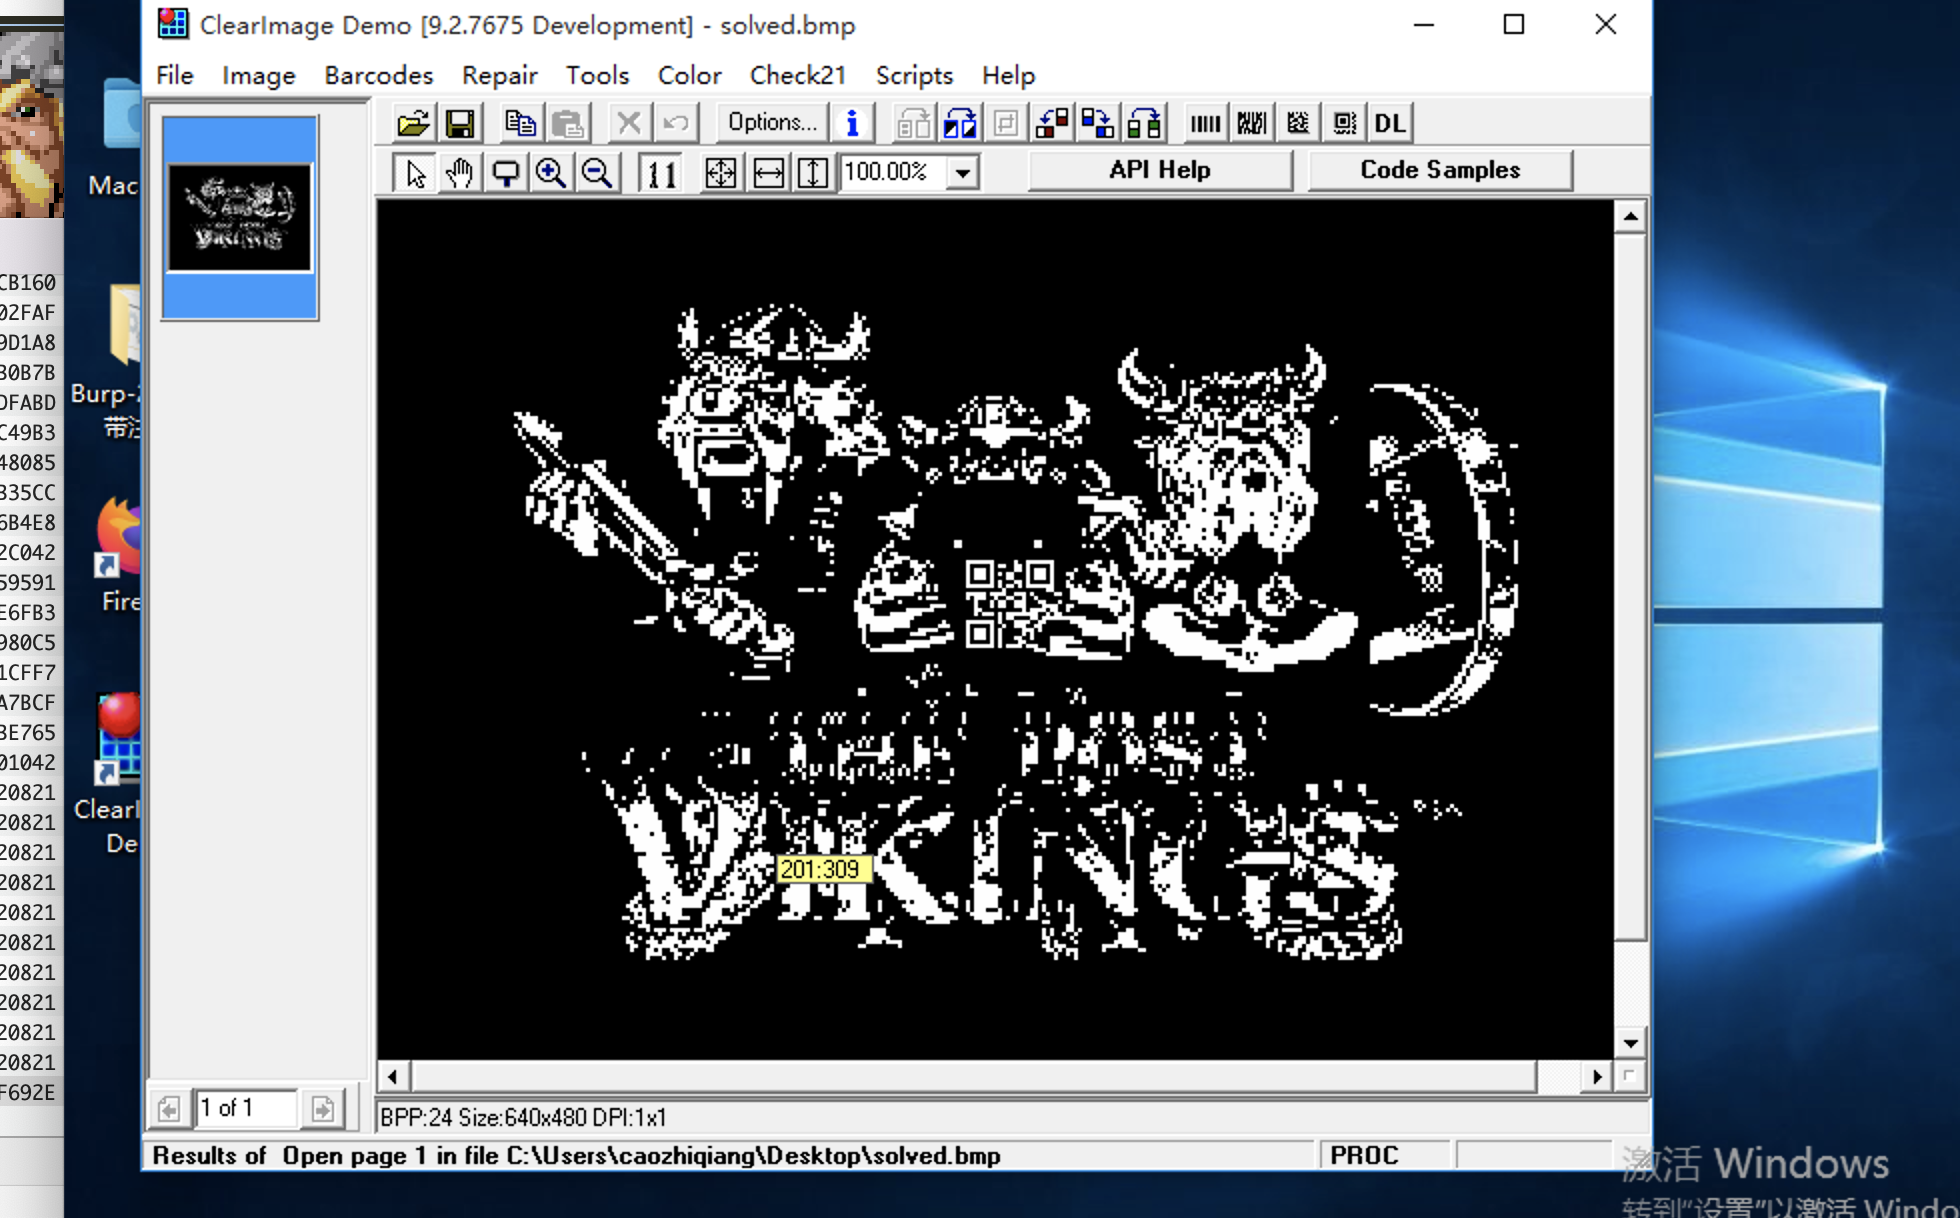 ClearImage Demo [9.2.7675 Development] - solved.bmp
File Image Barcodes Repair Tools Color Check21 Scripts Help
Options... DL
11 100.00% API Help Code Samples
Mac
CB160
02FAF
9D1A8
30B7B
DFABD
C49B3
48085
335CC
6B4E8
2C042
59591
E6FB3
980C5
1CFF7
A7BCF
3E765
01042
20821
20821
20821
20821
20821
20821
20821
20821
20821
20821
F692E
Burp-
带
Fire
ClearI
De
VIKINGS
201:309
1 of 1
BPP:24 Size:640x480 DPI:1x1
Results of Open page 1 in file C:\Users\caozhiqiang\Desktop\solved.bmp
PROC
激活 Windows
转到"设置"以激活 Windo